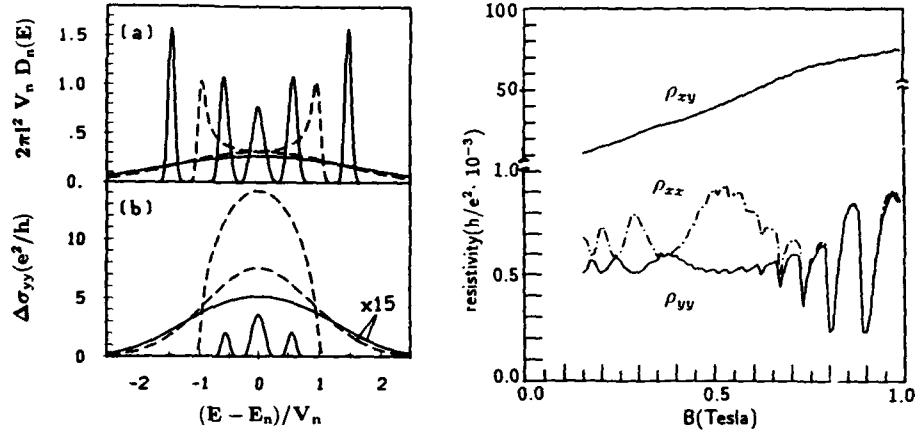 1.5
1.0
.5
0.
2πl² Vₙ Dₙ(E)
(a)
10
5
0
Δσyy(e²/h)
(b)
x15
-2 -1 0 1 2
(E − Eₙ)/Vₙ
100
50
1.0
0.5
0.0
resistivity(h/e²· 10⁻³)
ρxy
ρxx
ρyy
0.0 0.5 1.0
B(Tesla)